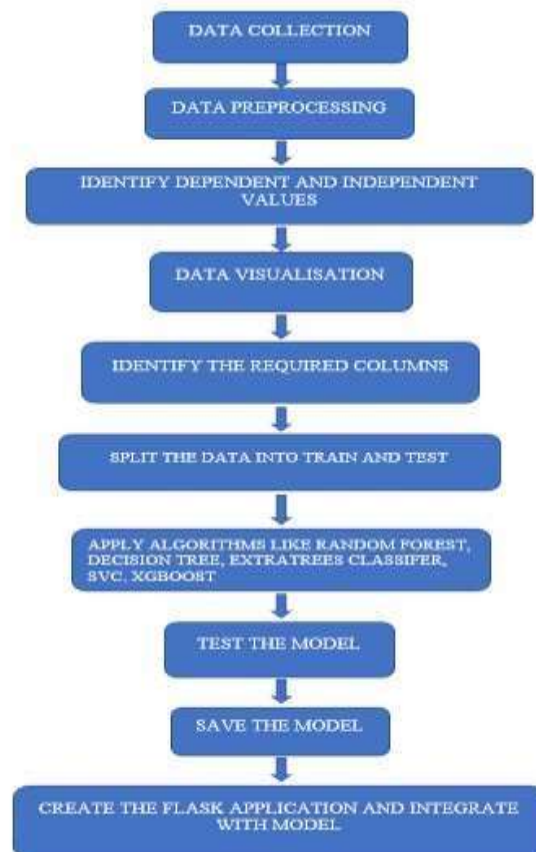 DATA COLLECTION
DATA PREPROCESSING
IDENTIFY DEPENDENT AND INDEPENDENT
VALUES
DATA VISUALISATION
IDENTIFY THE REQUIRED COLUMNS
SPLIT THE DATA INTO TRAIN AND TEST
APPLY ALGORITHMS LIKE RANDOM FOREST,
DECISION TREE, EXTRATREES CLASSIFER,
SVC, XGBOOST
TEST THE MODEL
SAVE THE MODEL
CREATE THE FLASK APPLICATION AND INTEGRATE
WITH MODEL